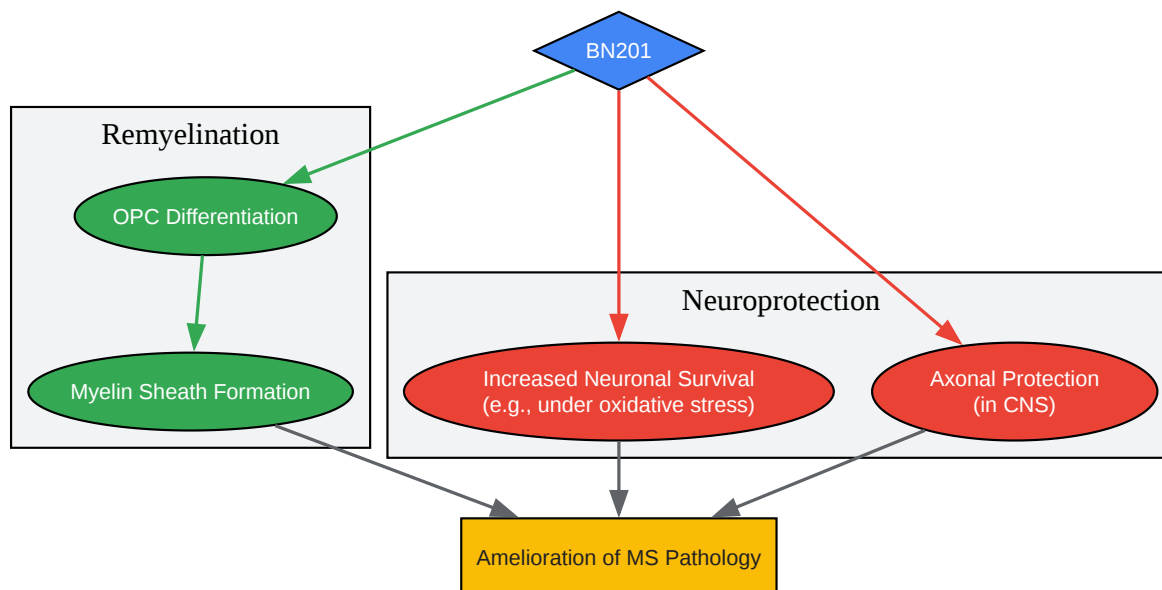 BN201
Remyelination
OPC Differentiation
Myelin Sheath Formation
Neuroprotection
Increased Neuronal Survival
(e.g., under oxidative stress)
Axonal Protection
(in CNS)
Amelioration of MS Pathology